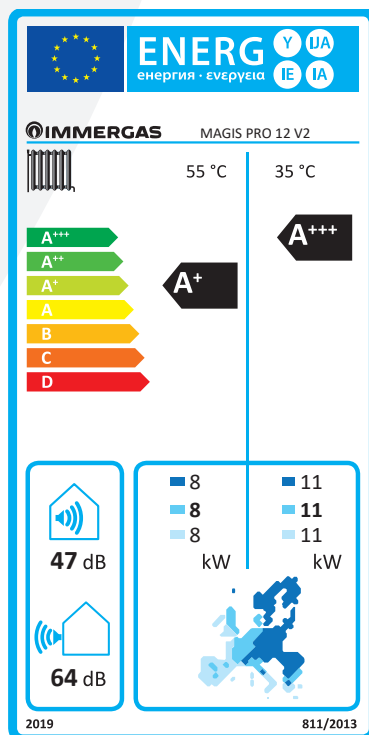 ENERG Y IJA
енергия · ενεργεια IE IA
IMMERGAS MAGIS PRO 12 V2
55 °C 35 °C
A+++ A+++
A++
A+ A+
A
B
C
D
8 11
8 11
8 11
kW kW
47 dB
64 dB
2019 811/2013